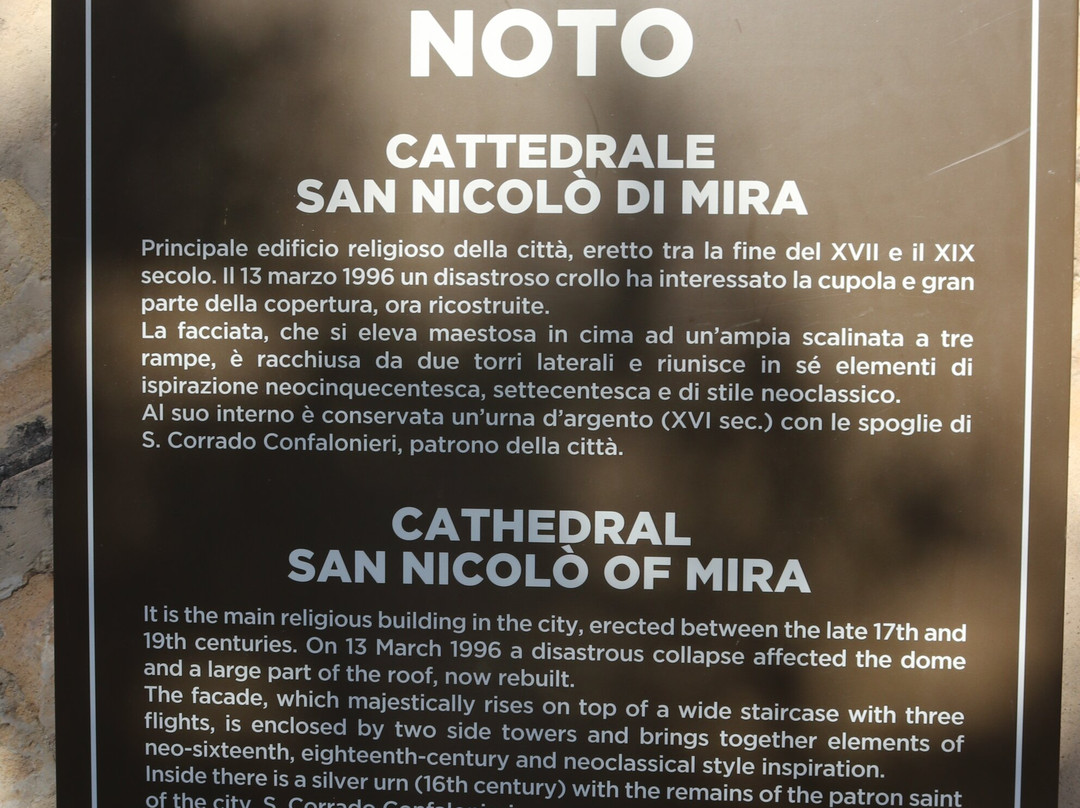 NOTO
CATTEDRALE
SAN NICOLÒ DI MIRA
Principale edificio religioso della città, eretto tra la fine del XVII e il XIX
secolo. Il 13 marzo 1996 un disastroso crollo ha interessato la cupola e gran
parte della copertura, ora ricostruite.
La facciata, che si eleva maestosa in cima ad un'ampia scalinata a tre
rampe, è racchiusa da due torri laterali e riunisce in sé elementi di
ispirazione neocinquecentesca, settecentesca e di stile neoclassico.
Al suo interno è conservata un'urna d'argento (XVI sec.) con le spoglie di
S. Corrado Confalonieri, patrono della città.
CATHEDRAL
SAN NICOLÒ OF MIRA
It is the main religious building in the city, erected between the late 17th and
19th centuries. On 13 March 1996 a disastrous collapse affected the dome
and a large part of the roof, now rebuilt.
The facade, which majestically rises on top of a wide staircase with three
flights, is enclosed by two side towers and brings together elements of
neo-sixteenth, eighteenth-century and neoclassical style inspiration.
Inside there is a silver urn (16th century) with the remains of the patron saint
of the city, S. Corrado